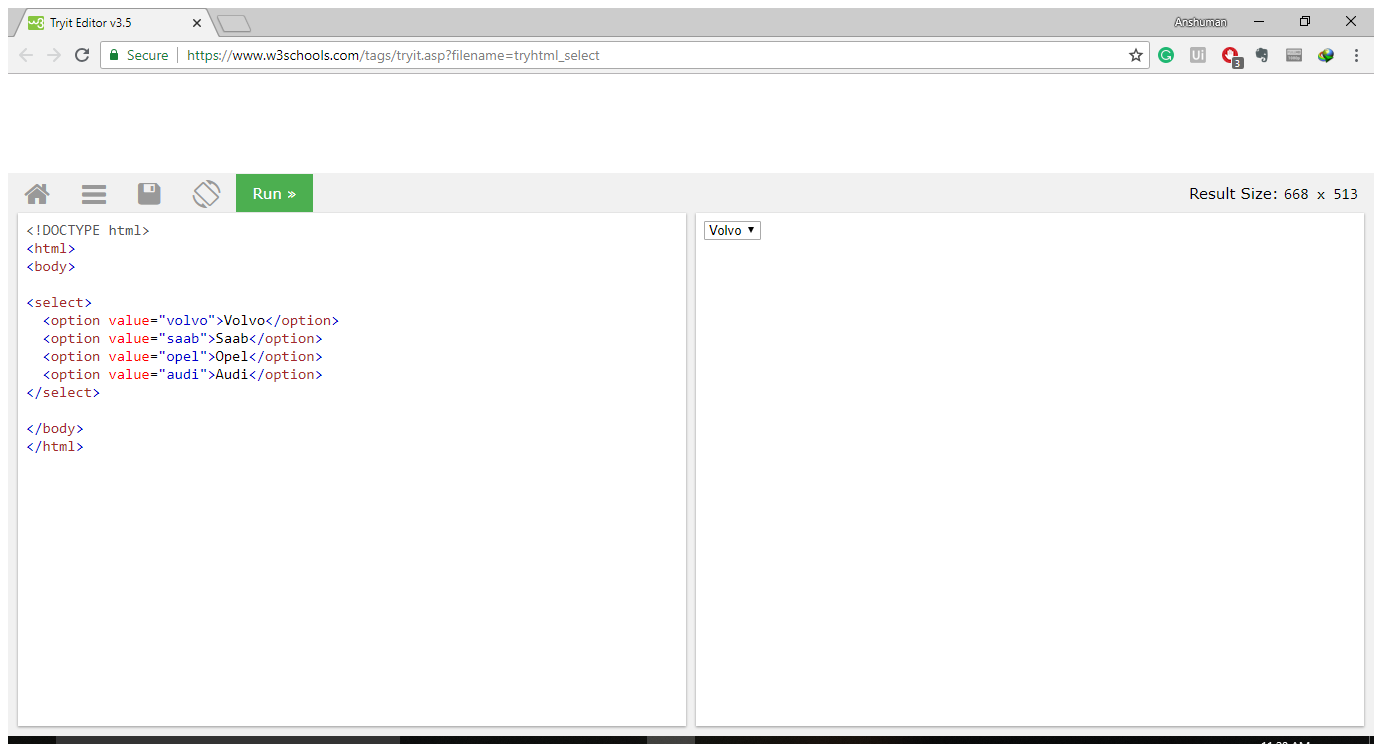 Tryit Editor v3.5
Anshuman
Secure https://www.w3schools.com/tags/tryit.asp?filename=tryhtml_select
Ui
3
Run »
Result Size: 668 x 513
<!DOCTYPE html>
<html>
<body>
<select>
<option value="volvo">Volvo</option>
<option value="saab">Saab</option>
<option value="opel">Opel</option>
<option value="audi">Audi</option>
</select>
</body>
</html>
Volvo